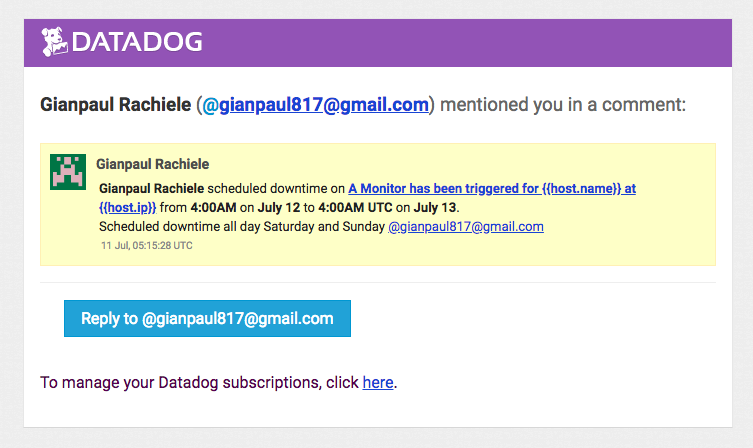 DATADOG
Gianpaul Rachiele (@gianpaul817@gmail.com) mentioned you in a comment:
Gianpaul Rachiele
Gianpaul Rachiele scheduled downtime on A Monitor has been triggered for {{host.name}} at
{{host.ip}} from 4:00AM on July 12 to 4:00AM UTC on July 13.
Scheduled downtime all day Saturday and Sunday @gianpaul817@gmail.com
11 Jul, 05:15:28 UTC
Reply to @gianpaul817@gmail.com
To manage your Datadog subscriptions, click here.